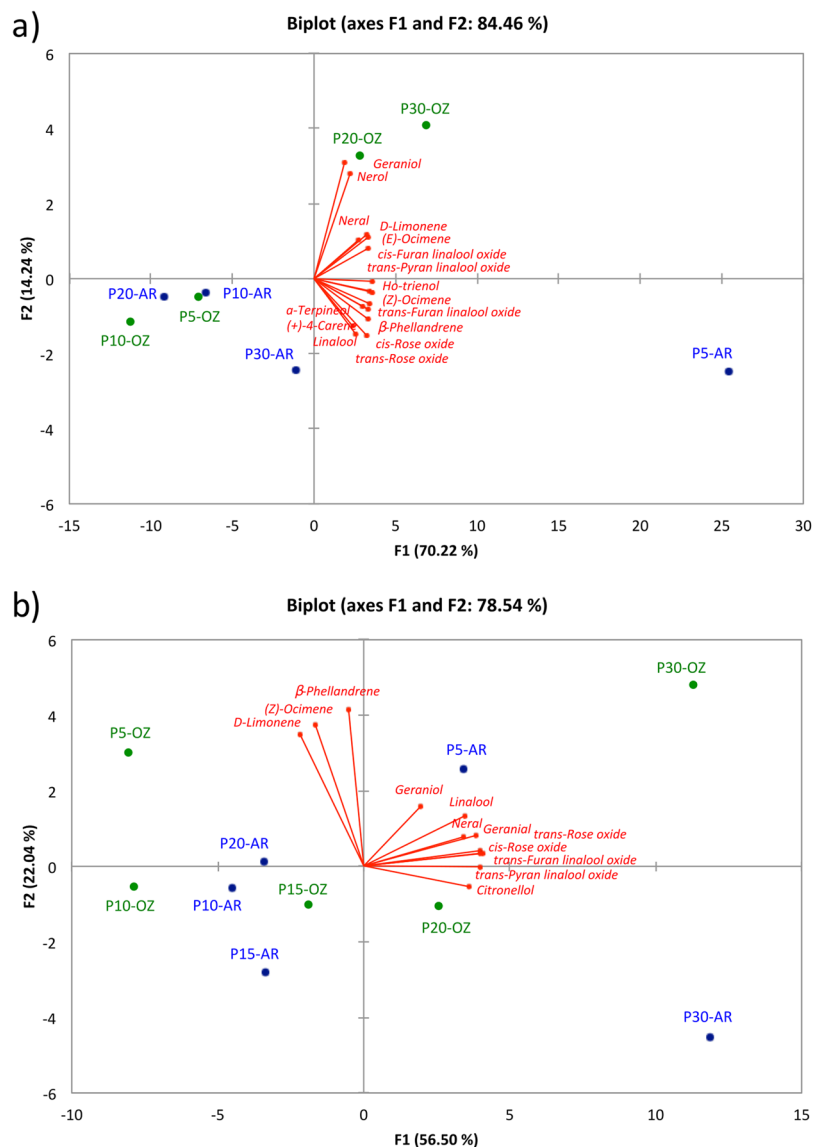 a)
Biplot (axes F1 and F2: 84.46 %)
6
P30-OZ
4
P20-OZ
Geraniol
Nerol
2
Neral
D-Limonene
(E)-Ocimene
cis-Furan linalool oxide
trans-Pyran linalool oxide
0
Ho-trienol
P20-AR
P10-AR
(Z)-Ocimene
P5-OZ
α-Terpineol
trans-Furan linalool oxide
P10-OZ
(+)-4-Carene
β-Phellandrene
Linalool
cis-Rose oxide
-2
P30-AR
trans-Rose oxide
P5-AR
-4
-6
F2 (14.24 %)
-15 -10 -5 0 5 10 15 20 25 30
F1 (70.22 %)
b)
Biplot (axes F1 and F2: 78.54 %)
6
P30-OZ
β-Phellandrene
(Z)-Ocimene
4
D-Limonene
P5-OZ
P5-AR
2
Geraniol
Linalool
Neral
Geranial
trans-Rose oxide
P20-AR
cis-Rose oxide
0
trans-Furan linalool oxide
P15-OZ
trans-Pyran linalool oxide
P10-OZ
P10-AR
Citronellol
P20-OZ
-2
P15-AR
P30-AR
-4
-6
F2 (22.04 %)
-10 -5 0 5 10 15
F1 (56.50 %)